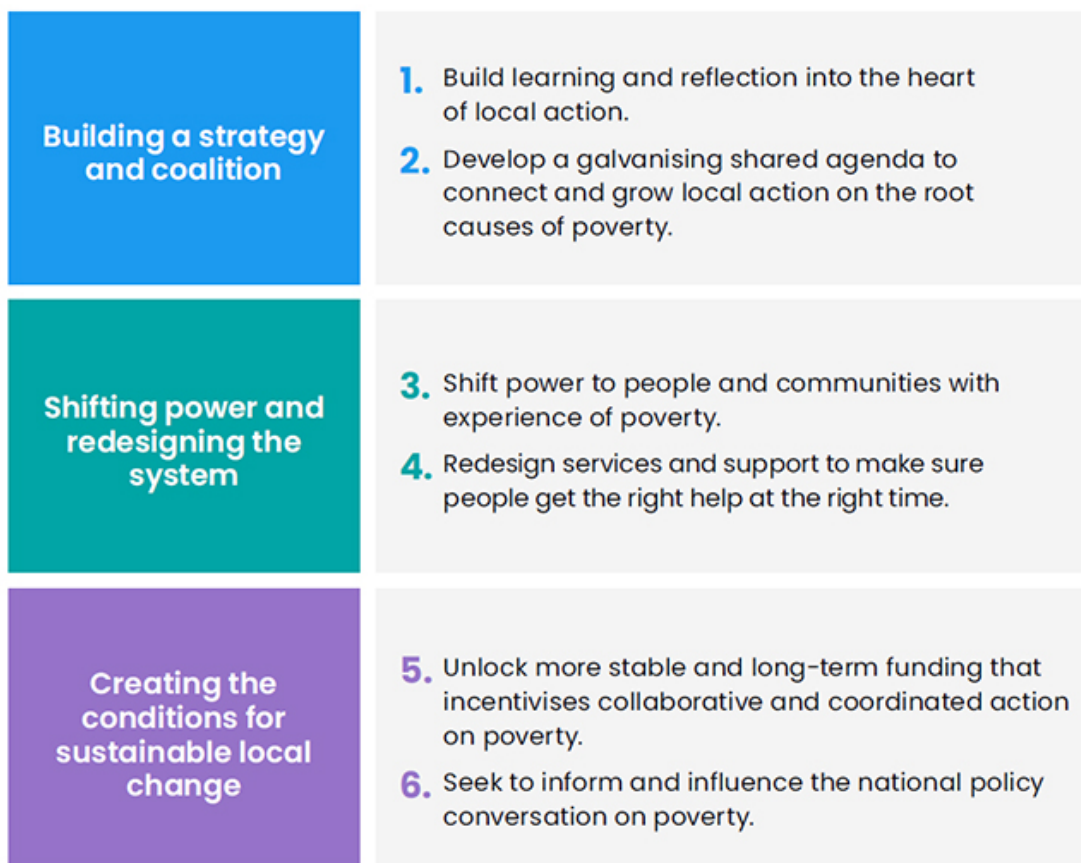 Building a strategy
and coalition
1. Build learning and reflection into the heart
of local action.
2. Develop a galvanising shared agenda to
connect and grow local action on the root
causes of poverty.
Shifting power and
redesigning the
system
3. Shift power to people and communities with
experience of poverty.
4. Redesign services and support to make sure
people get the right help at the right time.
Creating the
conditions for
sustainable local
change
5. Unlock more stable and long-term funding that
incentivises collaborative and coordinated action
on poverty.
6. Seek to inform and influence the national policy
conversation on poverty.